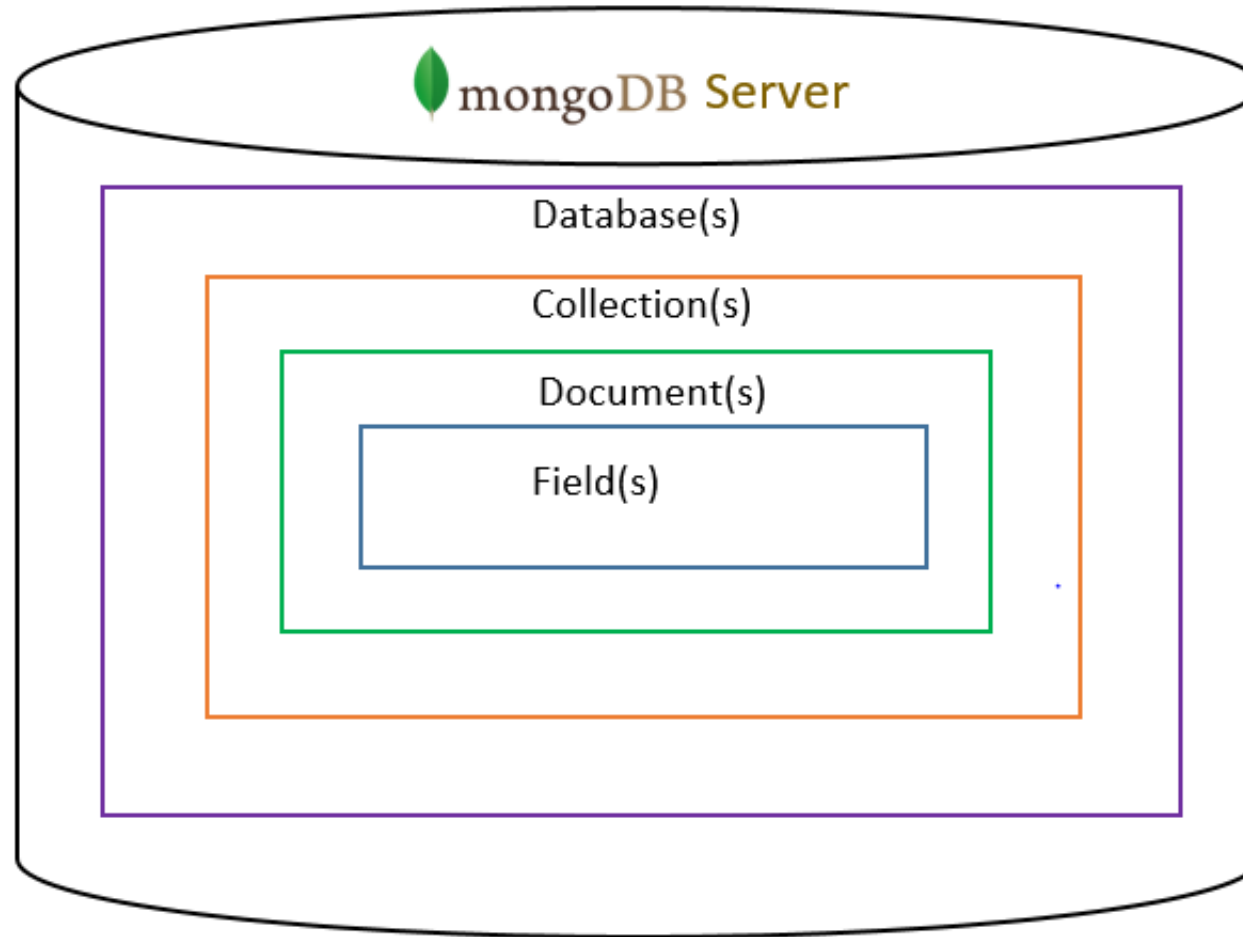 mongoDB Server
Database(s)
Collection(s)
Document(s)
Field(s)